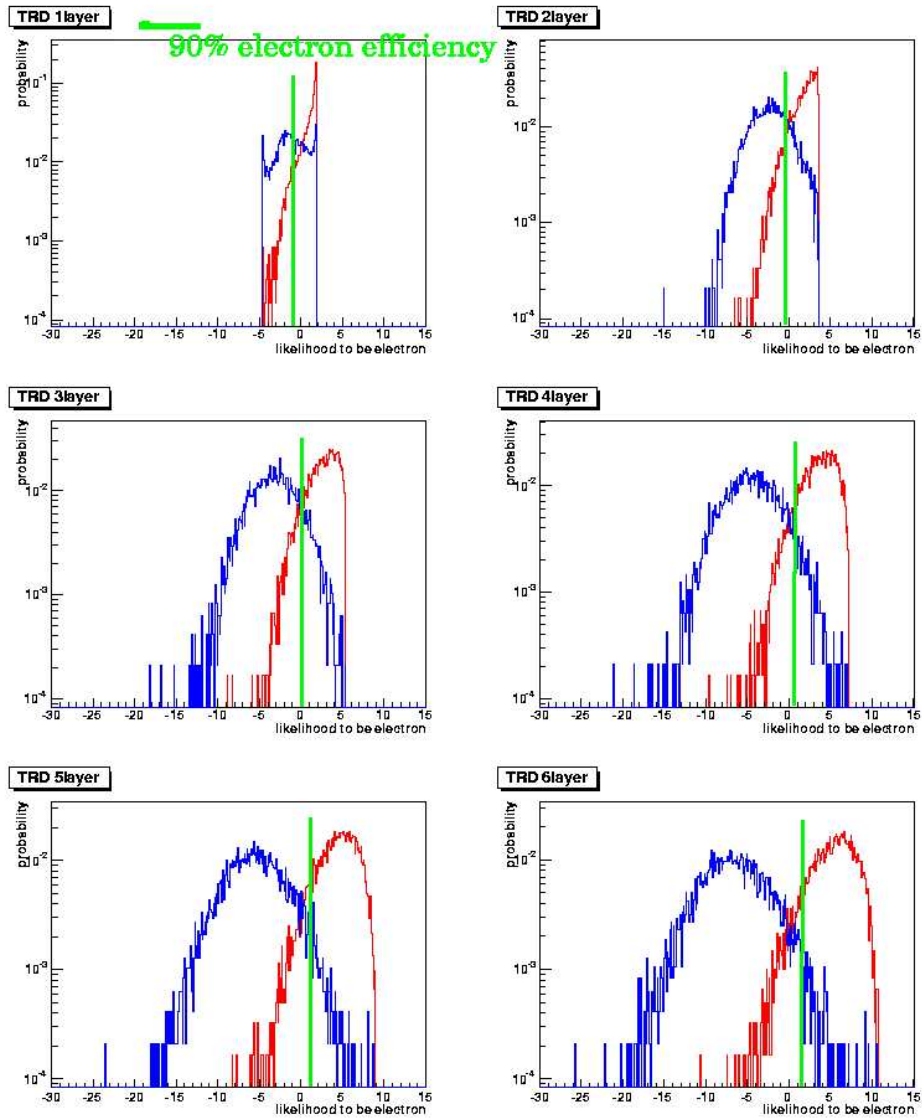 TRD 1layer
90% electron efficiency
probability
10⁻¹
10⁻²
10⁻³
10⁻⁴
-30 -25 -20 -15 -10 -5 0 5 10 15
likelihood to be electron
TRD 2layer
probability
10⁻²
10⁻³
10⁻⁴
-30 -25 -20 -15 -10 -5 0 5 10 15
likelihood to be electron
TRD 3layer
probability
10⁻²
10⁻³
10⁻⁴
-30 -25 -20 -15 -10 -5 0 5 10 15
likelihood to be electron
TRD 4layer
probability
10⁻²
10⁻³
10⁻⁴
-30 -25 -20 -15 -10 -5 0 5 10 15
likelihood to be electron
TRD 5layer
probability
10⁻²
10⁻³
10⁻⁴
-30 -25 -20 -15 -10 -5 0 5 10 15
likelihood to be electron
TRD 6layer
probability
10⁻²
10⁻³
10⁻⁴
-30 -25 -20 -15 -10 -5 0 5 10 15
likelihood to be electron